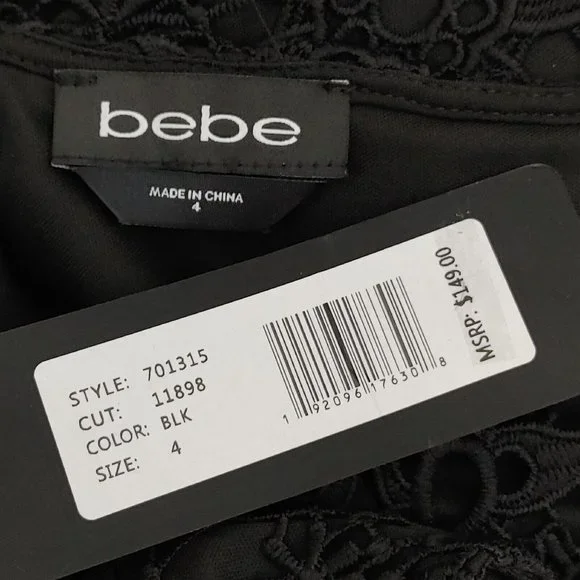 bebe
MADE IN CHINA
4
STYLE: 701315
CUT: 11898
COLOR: BLK
SIZE: 4
1 92096 17630 8
MSRP: $149.00